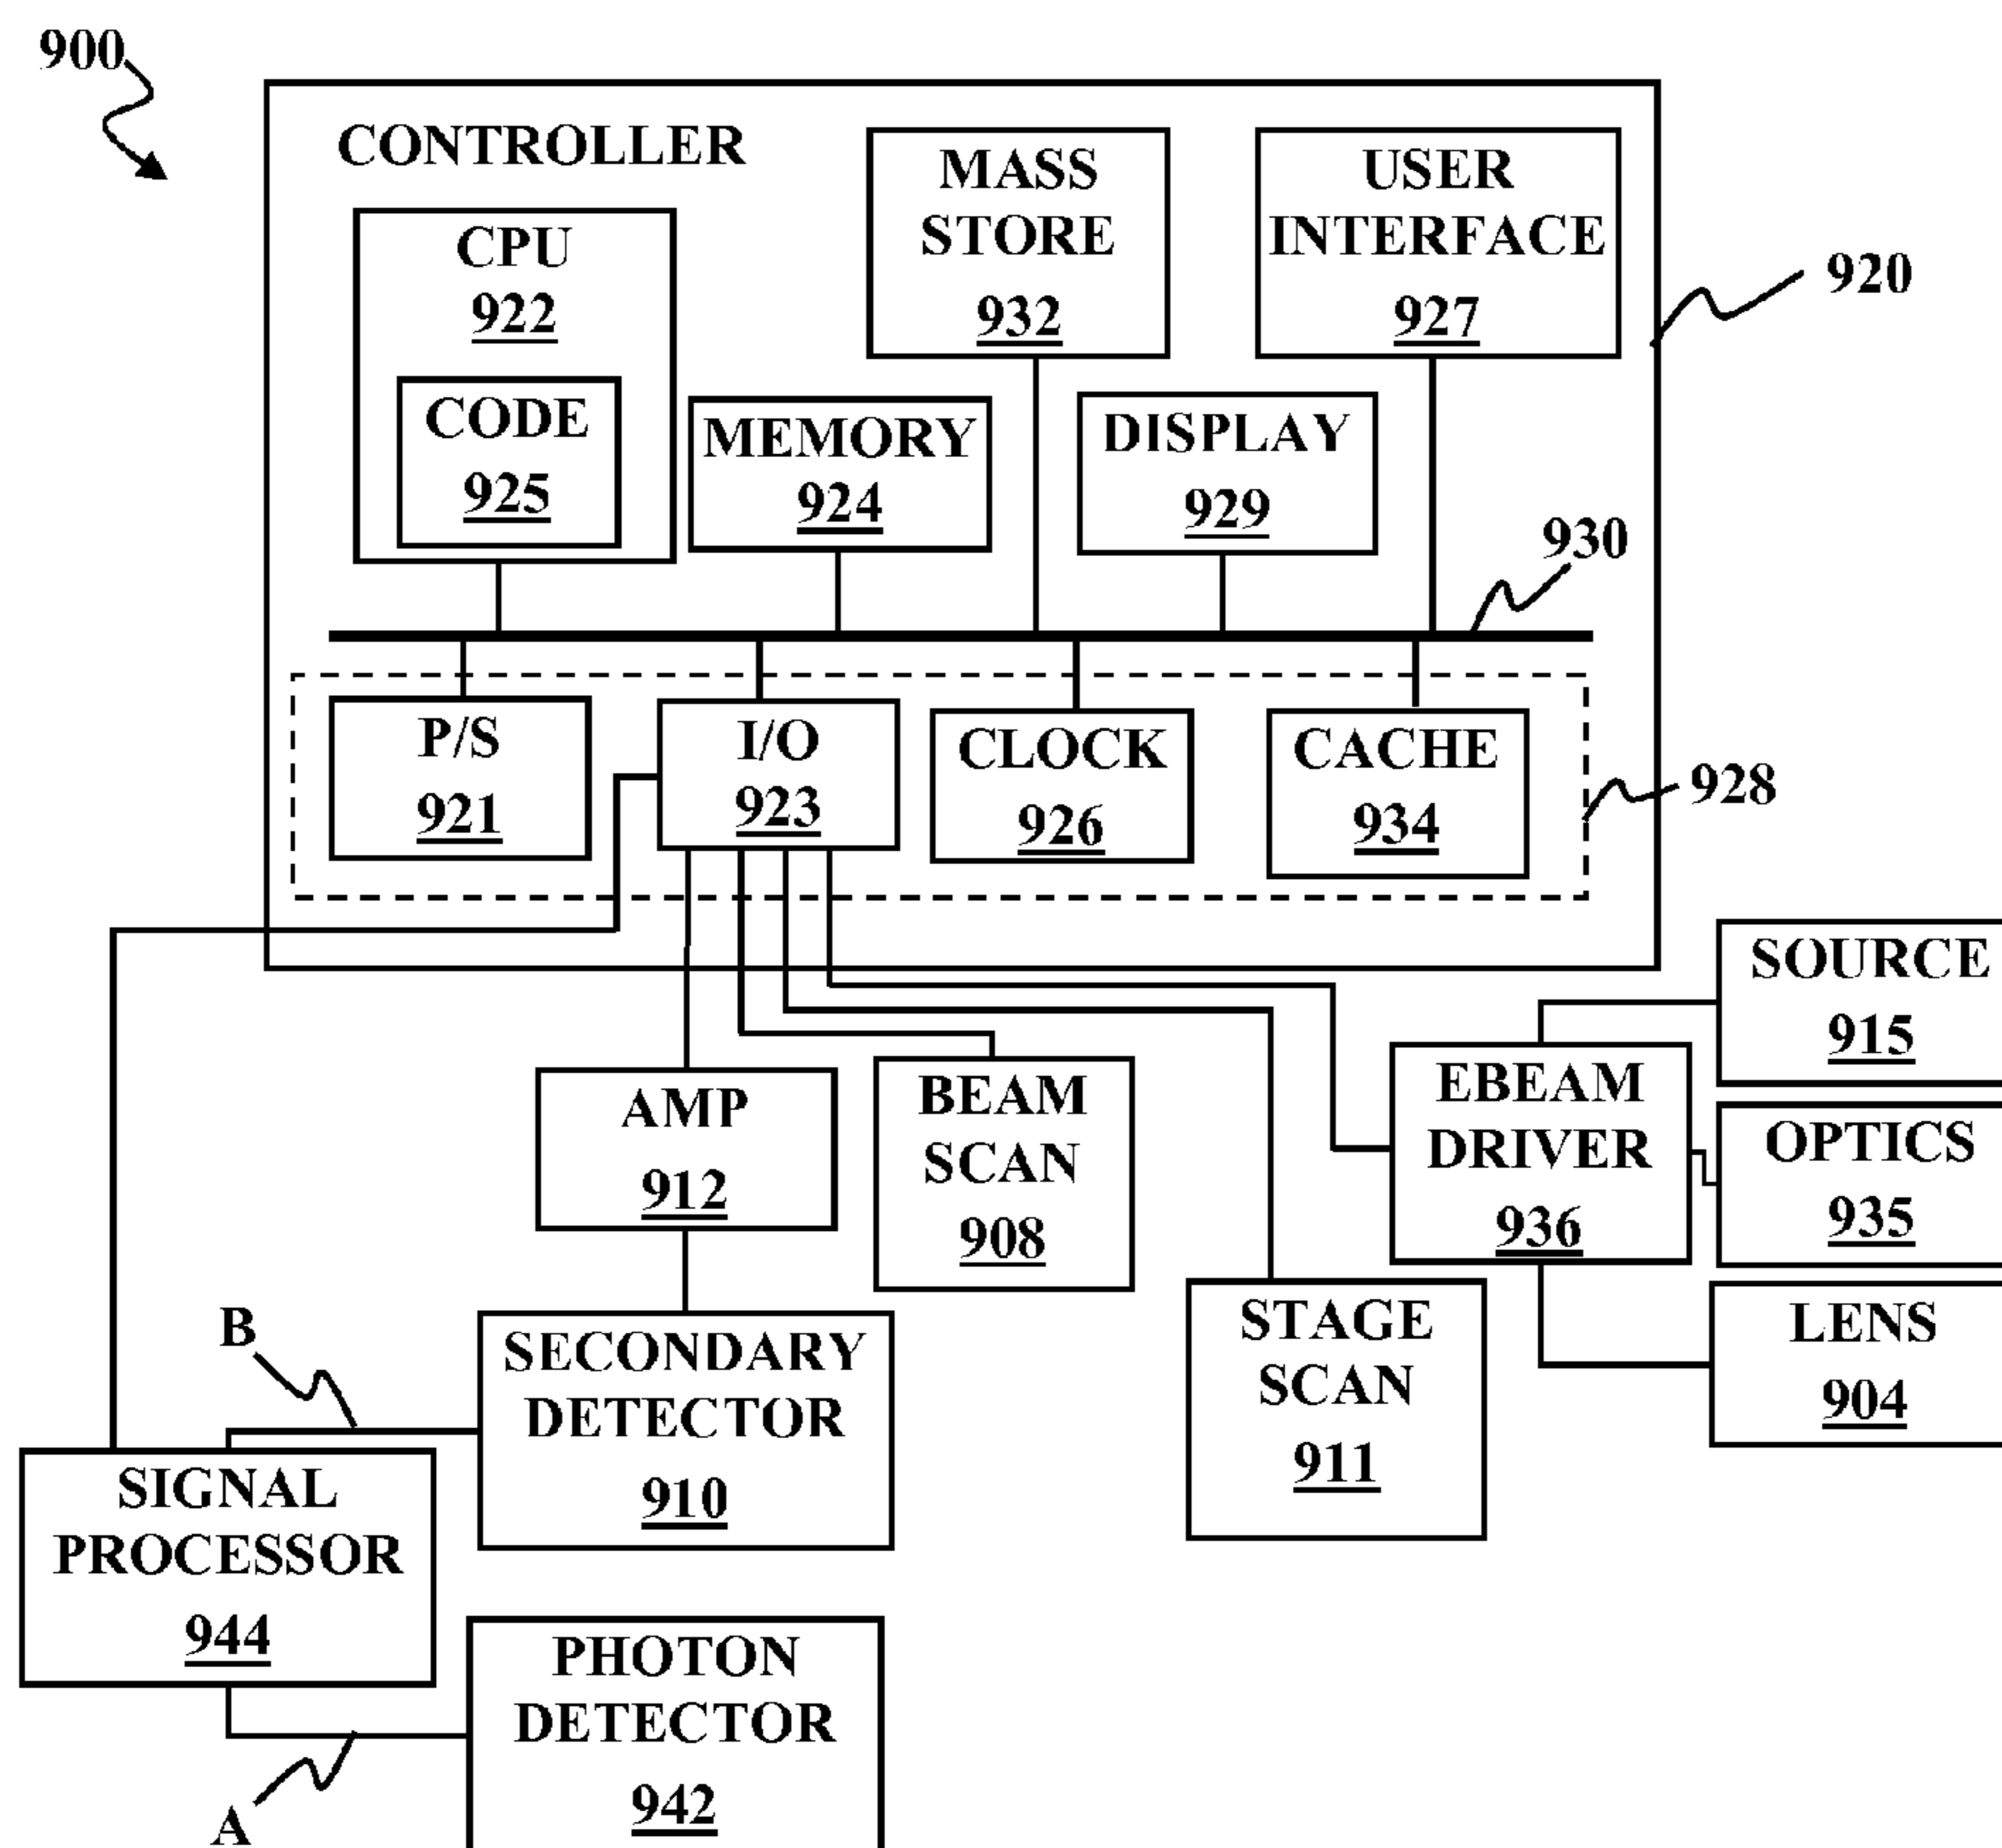 900
CONTROLLER
MASS
STORE
932
USER
INTERFACE
927
920
CPU
922
CODE
925
MEMORY
924
DISPLAY
929
930
P/S
921
I/O
923
CLOCK
926
CACHE
934
928
SOURCE
915
AMP
912
BEAM
SCAN
908
EBEAM
DRIVER
936
OPTICS
935
LENS
904
B
SECONDARY
DETECTOR
910
STAGE
SCAN
911
SIGNAL
PROCESSOR
944
PHOTON
DETECTOR
942
A